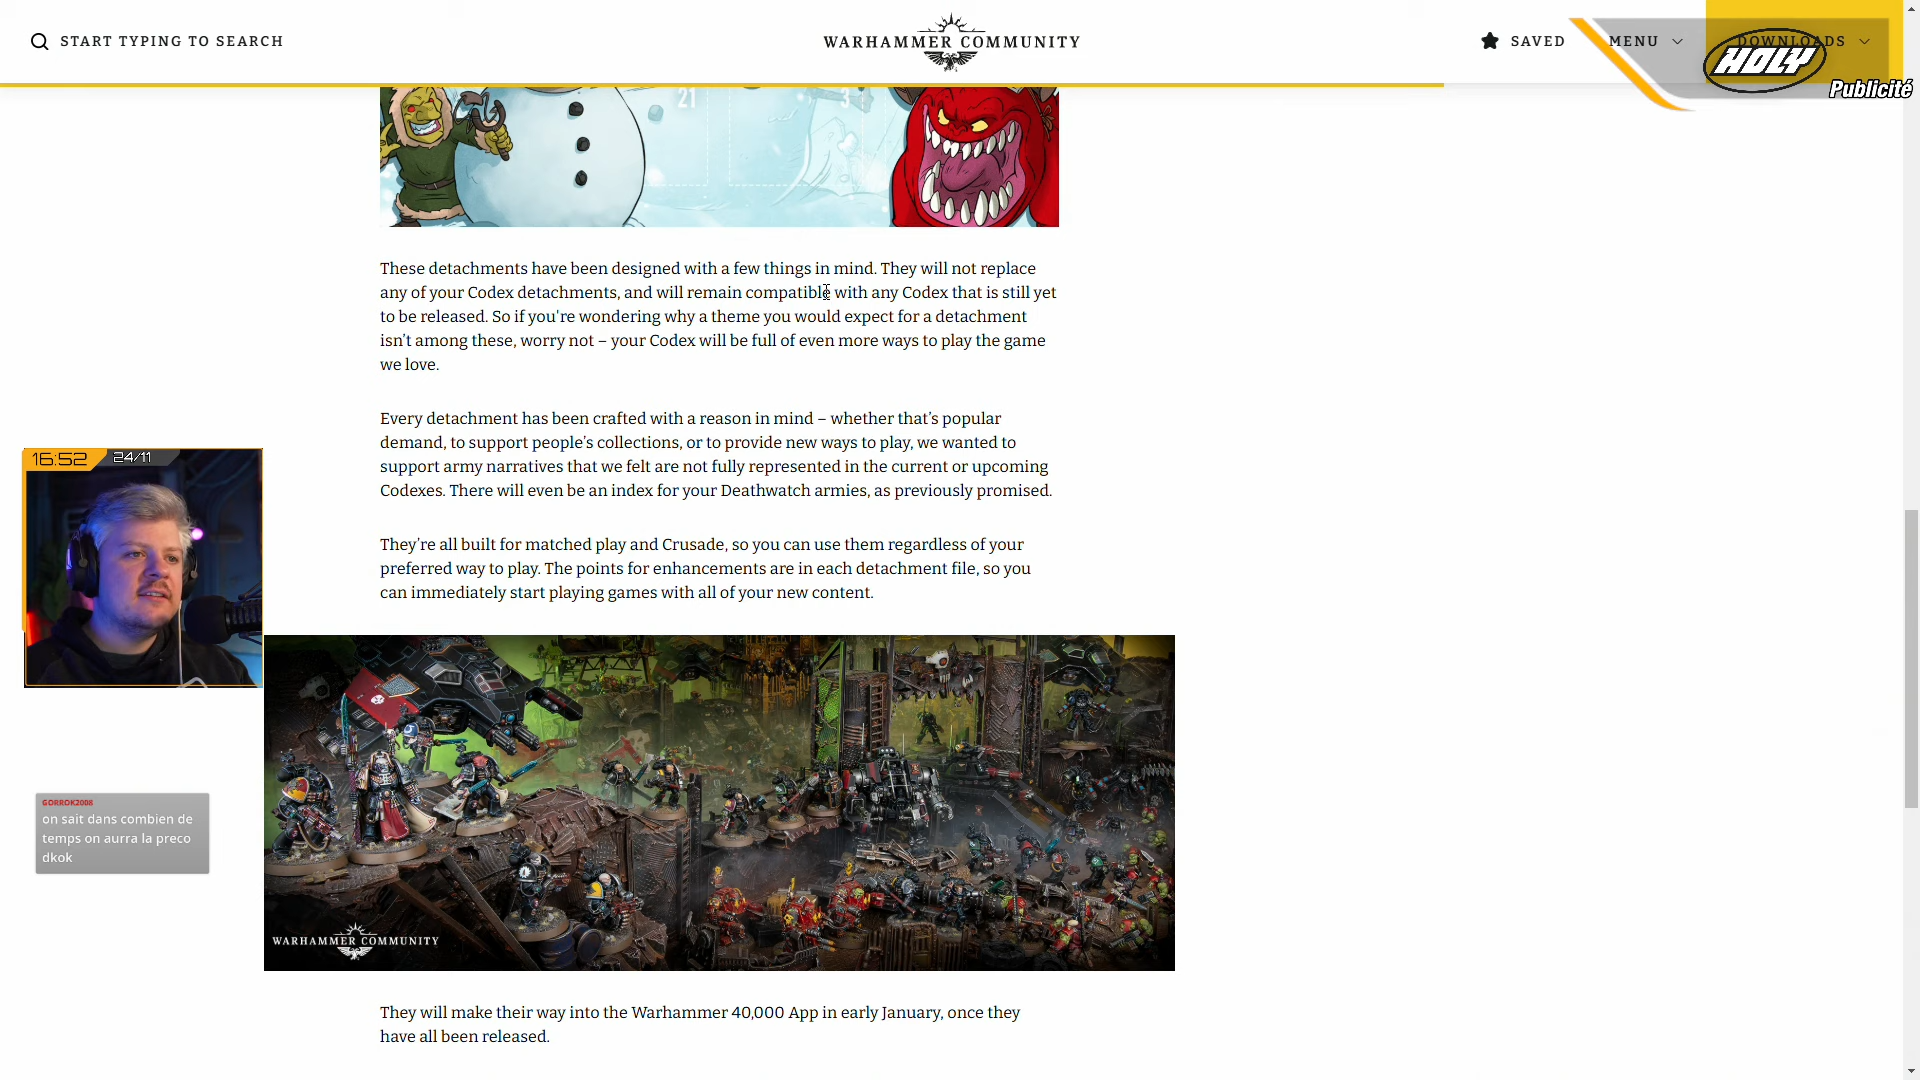 START TYPING TO SEARCH
WARHAMMER COMMUNITY
SAVED
MENU
DOWNLOADS
HOLY
Publicité
21
3
These detachments have been designed with a few things in mind. They will not replace
any of your Codex detachments, and will remain compatible with any Codex that is still yet
to be released. So if you're wondering why a theme you would expect for a detachment
isn’t among these, worry not – your Codex will be full of even more ways to play the game
we love.
Every detachment has been crafted with a reason in mind – whether that’s popular
demand, to support people’s collections, or to provide new ways to play, we wanted to
support army narratives that we felt are not fully represented in the current or upcoming
Codexes. There will even be an index for your Deathwatch armies, as previously promised.
They’re all built for matched play and Crusade, so you can use them regardless of your
preferred way to play. The points for enhancements are in each detachment file, so you
can immediately start playing games with all of your new content.
16:52
24/11
GORROK2008
on sait dans combien de
temps on aurra la preco
dkok
WARHAMMER COMMUNITY
They will make their way into the Warhammer 40,000 App in early January, once they
have all been released.